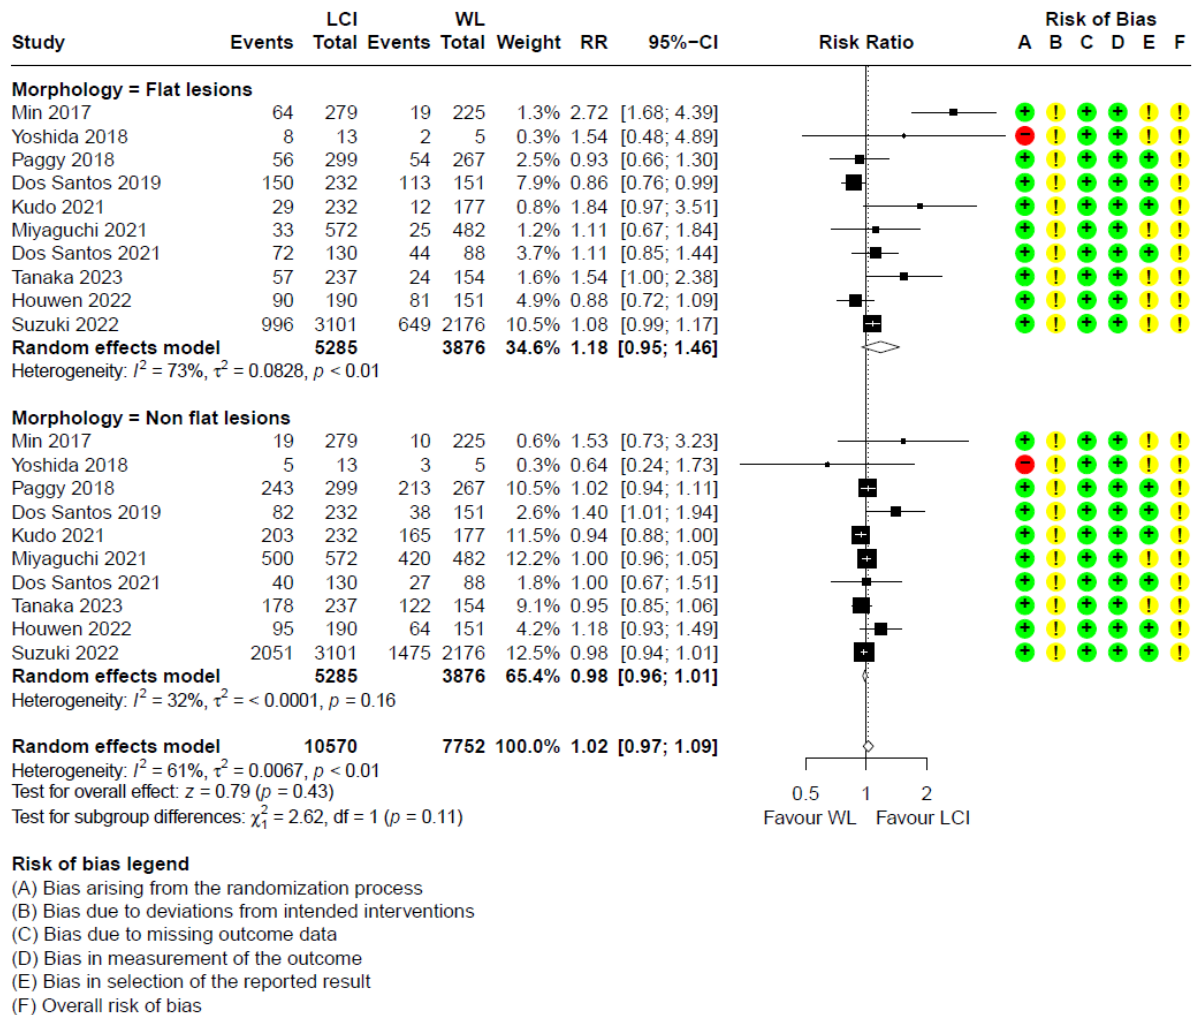 LCI WL Risk of Bias
Study Events Total Events Total Weight RR 95%−CI Risk Ratio A B C D E F
Morphology = Flat lesions
Min 2017 64 279 19 225 1.3% 2.72 [1.68; 4.39] + ! + + ! !
Yoshida 2018 8 13 2 5 0.3% 1.54 [0.48; 4.89] − ! + + ! !
Paggy 2018 56 299 54 267 2.5% 0.93 [0.66; 1.30] + ! + + + !
Dos Santos 2019 150 232 113 151 7.9% 0.86 [0.76; 0.99] + ! + + + !
Kudo 2021 29 232 12 177 0.8% 1.84 [0.97; 3.51] + ! + + + !
Miyaguchi 2021 33 572 25 482 1.2% 1.11 [0.67; 1.84] + ! + + ! !
Dos Santos 2021 72 130 44 88 3.7% 1.11 [0.85; 1.44] + ! + + + !
Tanaka 2023 57 237 24 154 1.6% 1.54 [1.00; 2.38] + ! + + ! !
Houwen 2022 90 190 81 151 4.9% 0.88 [0.72; 1.09] + ! + + + !
Suzuki 2022 996 3101 649 2176 10.5% 1.08 [0.99; 1.17] + ! + + + !
Random effects model 5285 3876 34.6% 1.18 [0.95; 1.46]
Heterogeneity: I² = 73%, τ² = 0.0828, p < 0.01
Morphology = Non flat lesions
Min 2017 19 279 10 225 0.6% 1.53 [0.73; 3.23] + ! + + ! !
Yoshida 2018 5 13 3 5 0.3% 0.64 [0.24; 1.73] − ! + + ! !
Paggy 2018 243 299 213 267 10.5% 1.02 [0.94; 1.11] + ! + + + !
Dos Santos 2019 82 232 38 151 2.6% 1.40 [1.01; 1.94] + ! + + + !
Kudo 2021 203 232 165 177 11.5% 0.94 [0.88; 1.00] + ! + + + !
Miyaguchi 2021 500 572 420 482 12.2% 1.00 [0.96; 1.05] + ! + + ! !
Dos Santos 2021 40 130 27 88 1.8% 1.00 [0.67; 1.51] + ! + + + !
Tanaka 2023 178 237 122 154 9.1% 0.95 [0.85; 1.06] + ! + + ! !
Houwen 2022 95 190 64 151 4.2% 1.18 [0.93; 1.49] + ! + + + !
Suzuki 2022 2051 3101 1475 2176 12.5% 0.98 [0.94; 1.01] + ! + + + !
Random effects model 5285 3876 65.4% 0.98 [0.96; 1.01]
Heterogeneity: I² = 32%, τ² = < 0.0001, p = 0.16
Random effects model 10570 7752 100.0% 1.02 [0.97; 1.09]
Heterogeneity: I² = 61%, τ² = 0.0067, p < 0.01
Test for overall effect: z = 0.79 (p = 0.43)
0.5 1 2
Test for subgroup differences: χ²₁ = 2.62, df = 1 (p = 0.11)
Favour WL Favour LCI
Risk of bias legend
(A) Bias arising from the randomization process
(B) Bias due to deviations from intended interventions
(C) Bias due to missing outcome data
(D) Bias in measurement of the outcome
(E) Bias in selection of the reported result
(F) Overall risk of bias